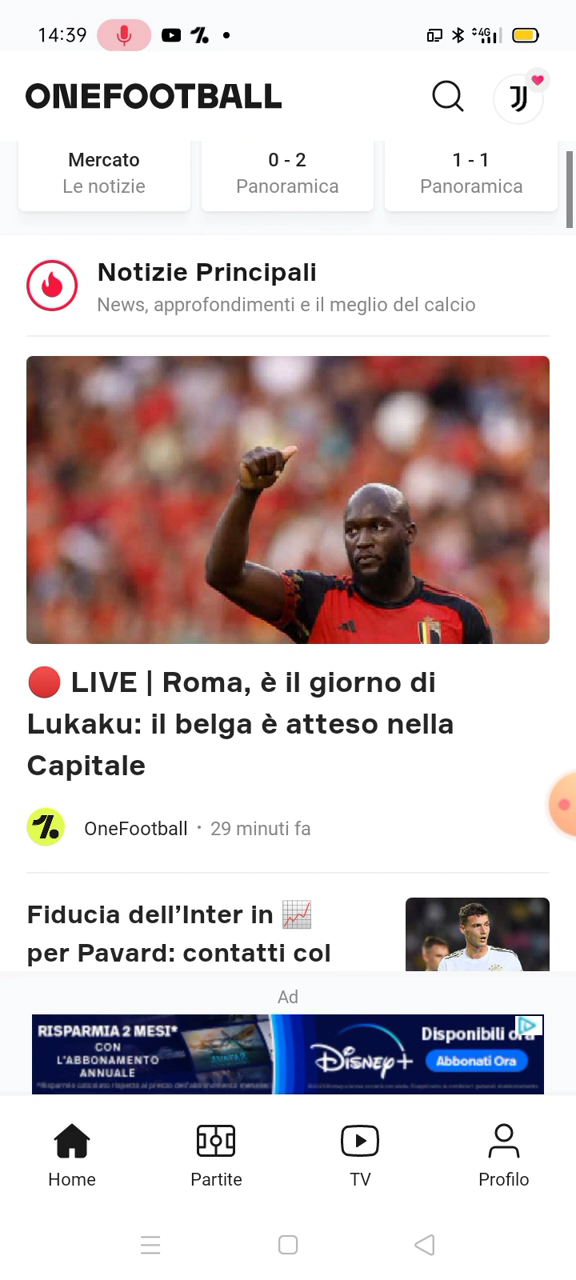 14:39
4G
ONEFOOTBALL
Mercato
Le notizie
0 - 2
Panoramica
1 - 1
Panoramica
Notizie Principali
News, approfondimenti e il meglio del calcio
🔴 LIVE | Roma, è il giorno di
Lukaku: il belga è atteso nella
Capitale
OneFootball · 29 minuti fa
Fiducia dell’Inter in 📈
per Pavard: contatti col
Ad
RISPARMIA 2 MESI*
CON
L'ABBONAMENTO
ANNUALE
AVATAR
Disney+
Disponibili ora
Abbonati Ora
Home
Partite
TV
Profilo